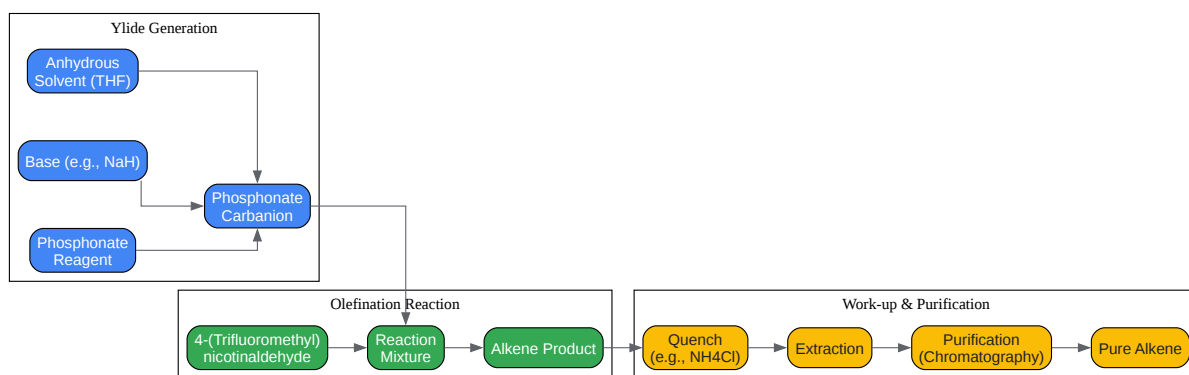 Ylide Generation
Anhydrous
Solvent (THF)
Base (e.g., NaH)
Phosphonate
Carbanion
Phosphonate
Reagent
Olefination Reaction
4-(Trifluoromethyl)
nicotinaldehyde
Reaction
Mixture
Alkene Product
Work-up & Purification
Quench
(e.g., NH4Cl)
Extraction
Purification
(Chromatography)
Pure Alkene